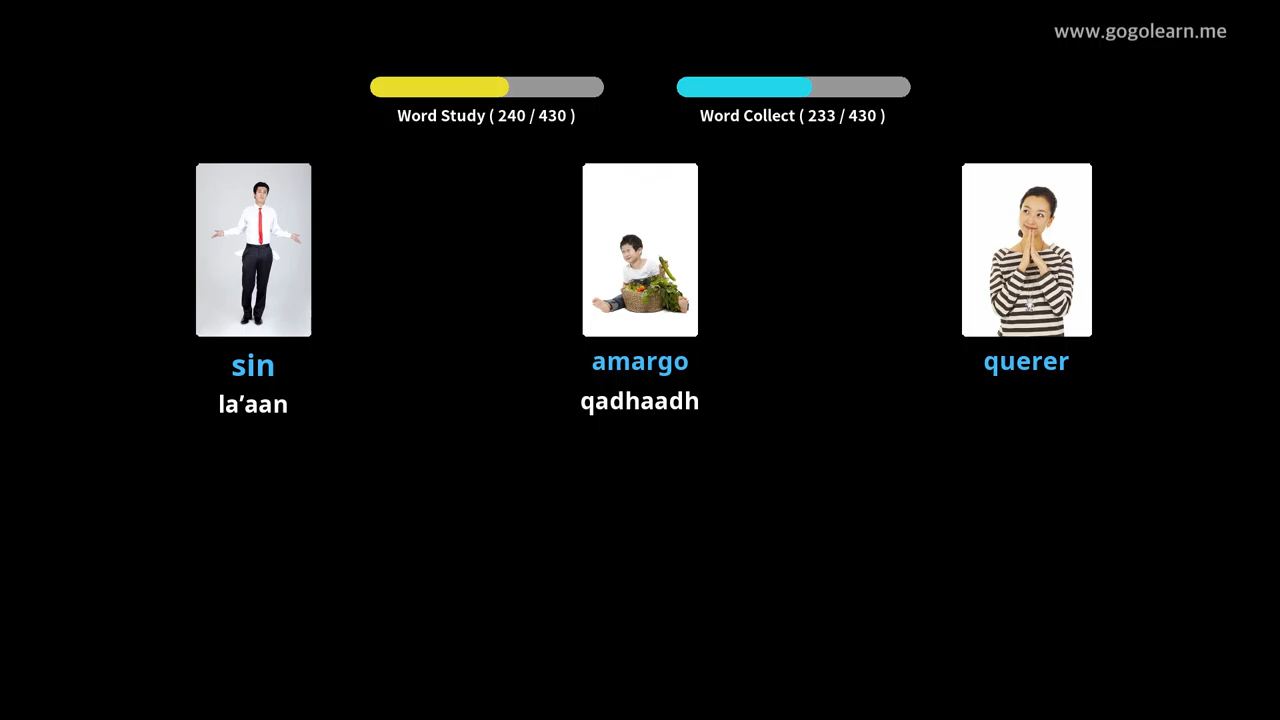 www.gogolearn.me
Word Study ( 240 / 430 )
Word Collect ( 233 / 430 )
sin
la’aan
amargo
qadhaadh
querer